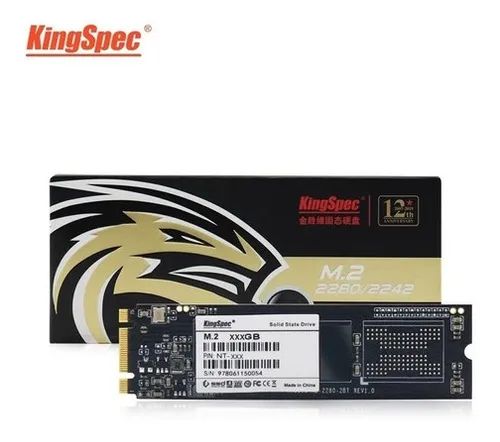 KingSpec®
KingSpec®
金胜维固态硬盘
12th
ANNIVERSARY
M.2
2280/2242
KingSpec
Solid State Drive
M.2 XXXGB
P/N: NT-XXX
S/N: 978061150054
Made in China
2280-2BT REV1.0